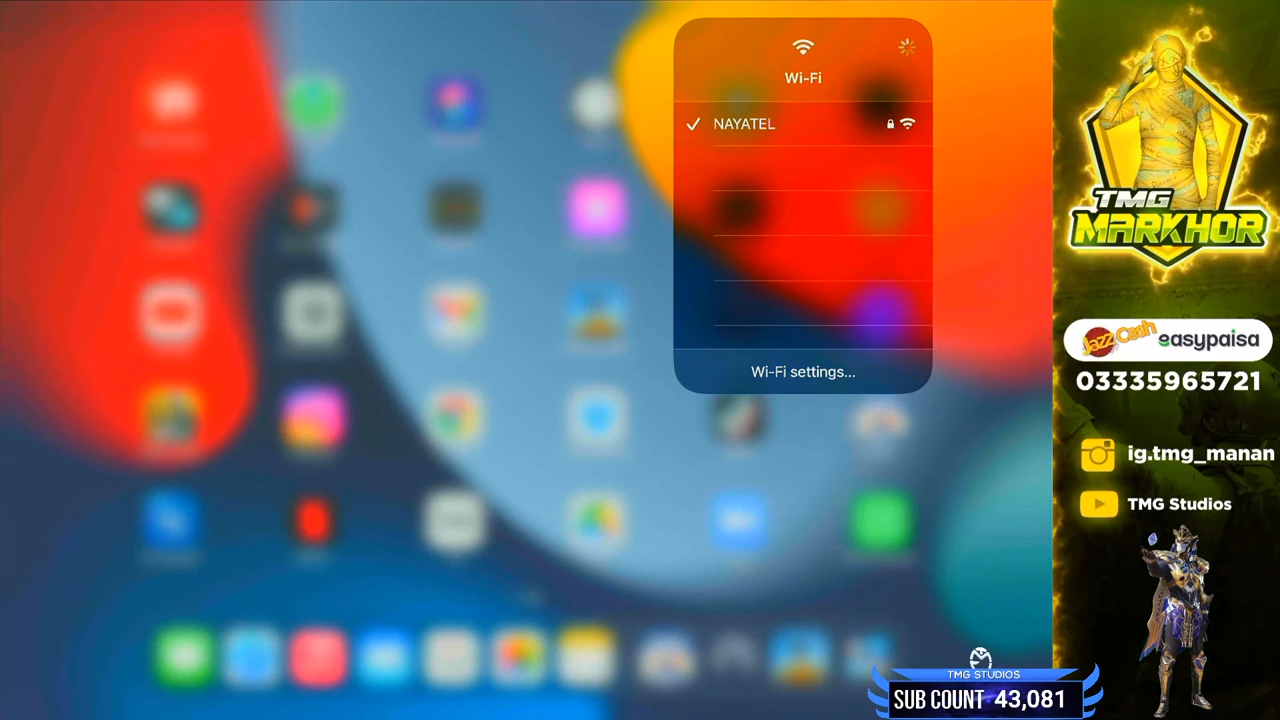 Wi-Fi
NAYATEL
Wi-Fi settings...
TMG
MARKHOR
JazzCash
easypaisa
03335965721
ig.tmg_manan
TMG Studios
TMG STUDIOS
SUB COUNT 43,081